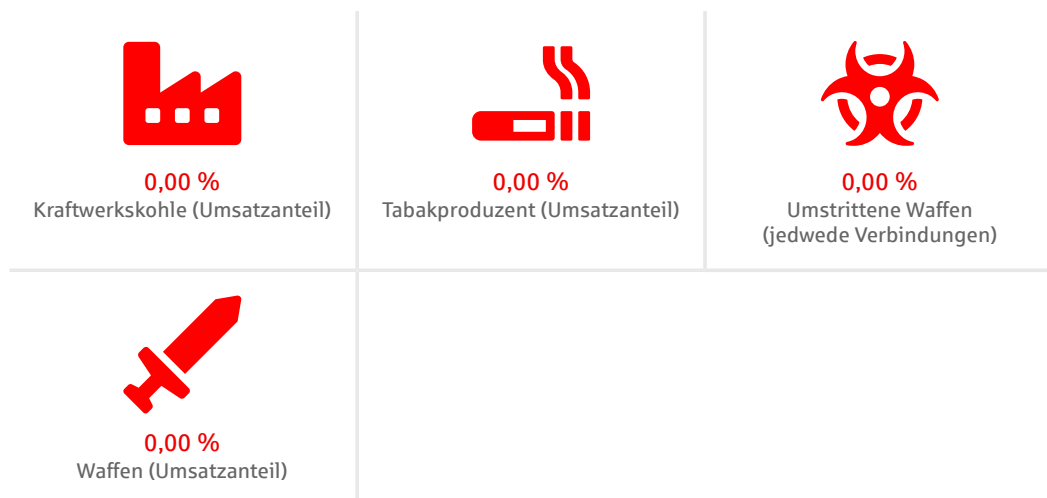 0,00 %
Kraftwerkskohle (Umsatzanteil)
0,00 %
Tabakproduzent (Umsatzanteil)
0,00 %
Umstrittene Waffen
(jedwede Verbindungen)
0,00 %
Waffen (Umsatzanteil)